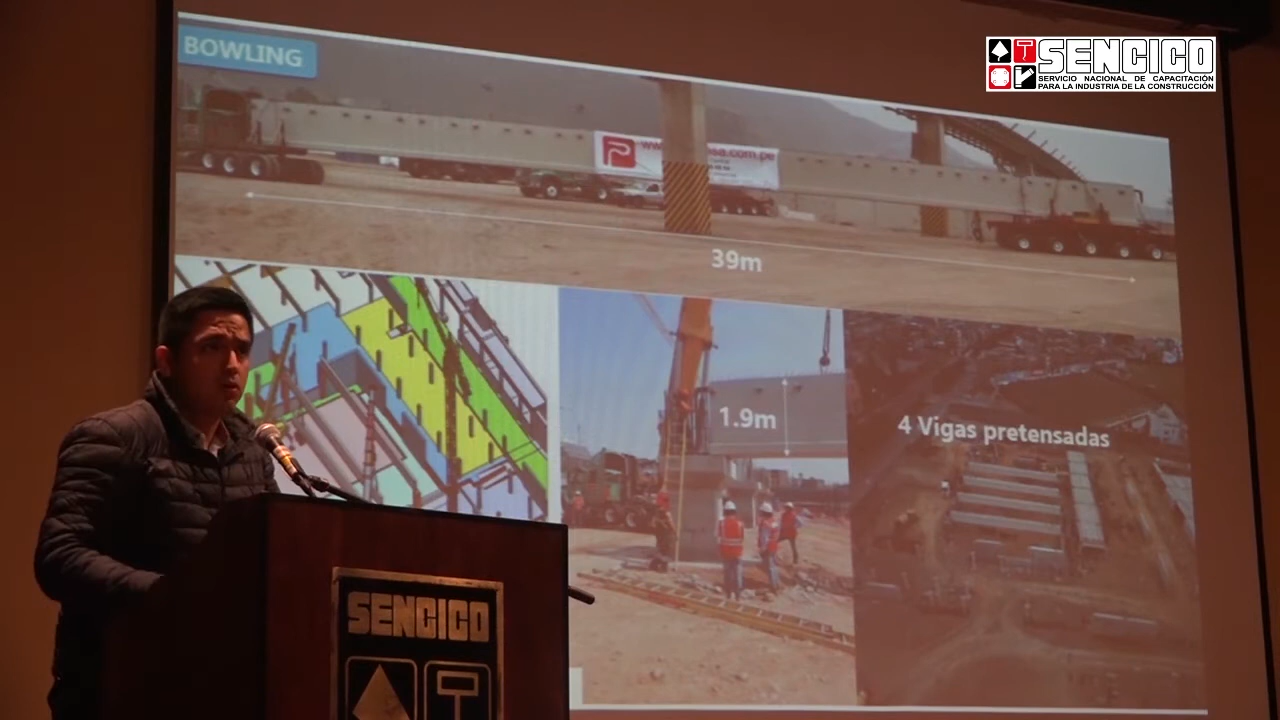 BOWLING
SENCICO
SERVICIO NACIONAL DE CAPACITACIÓN
PARA LA INDUSTRIA DE LA CONSTRUCCIÓN
39m
1.9m
4 Vigas pretensadas
SENCICO